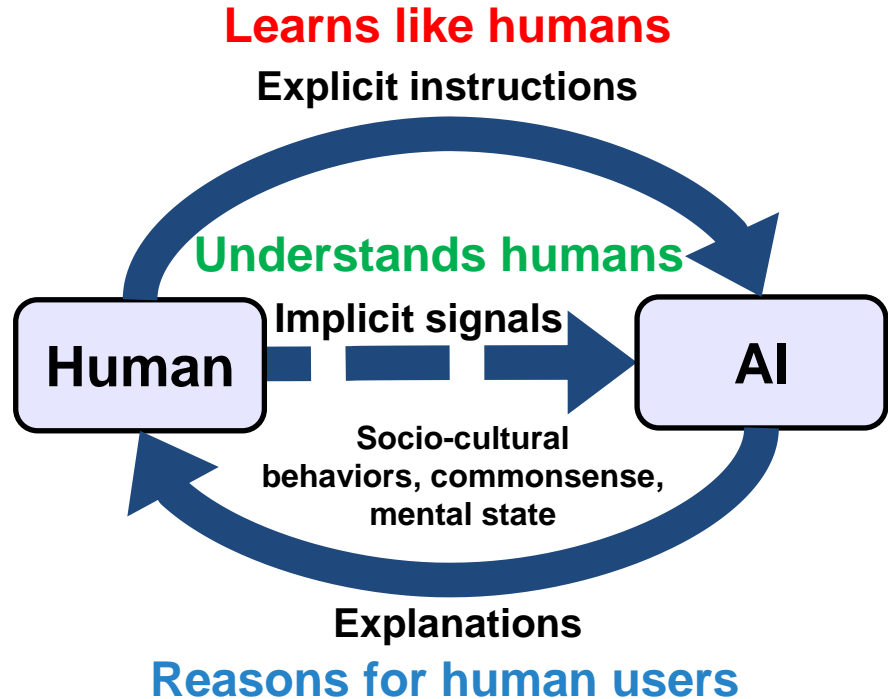 Learns like humans
Explicit instructions
Understands humans
Implicit signals
Human
AI
Socio-cultural
behaviors, commonsense,
mental state
Explanations
Reasons for human users